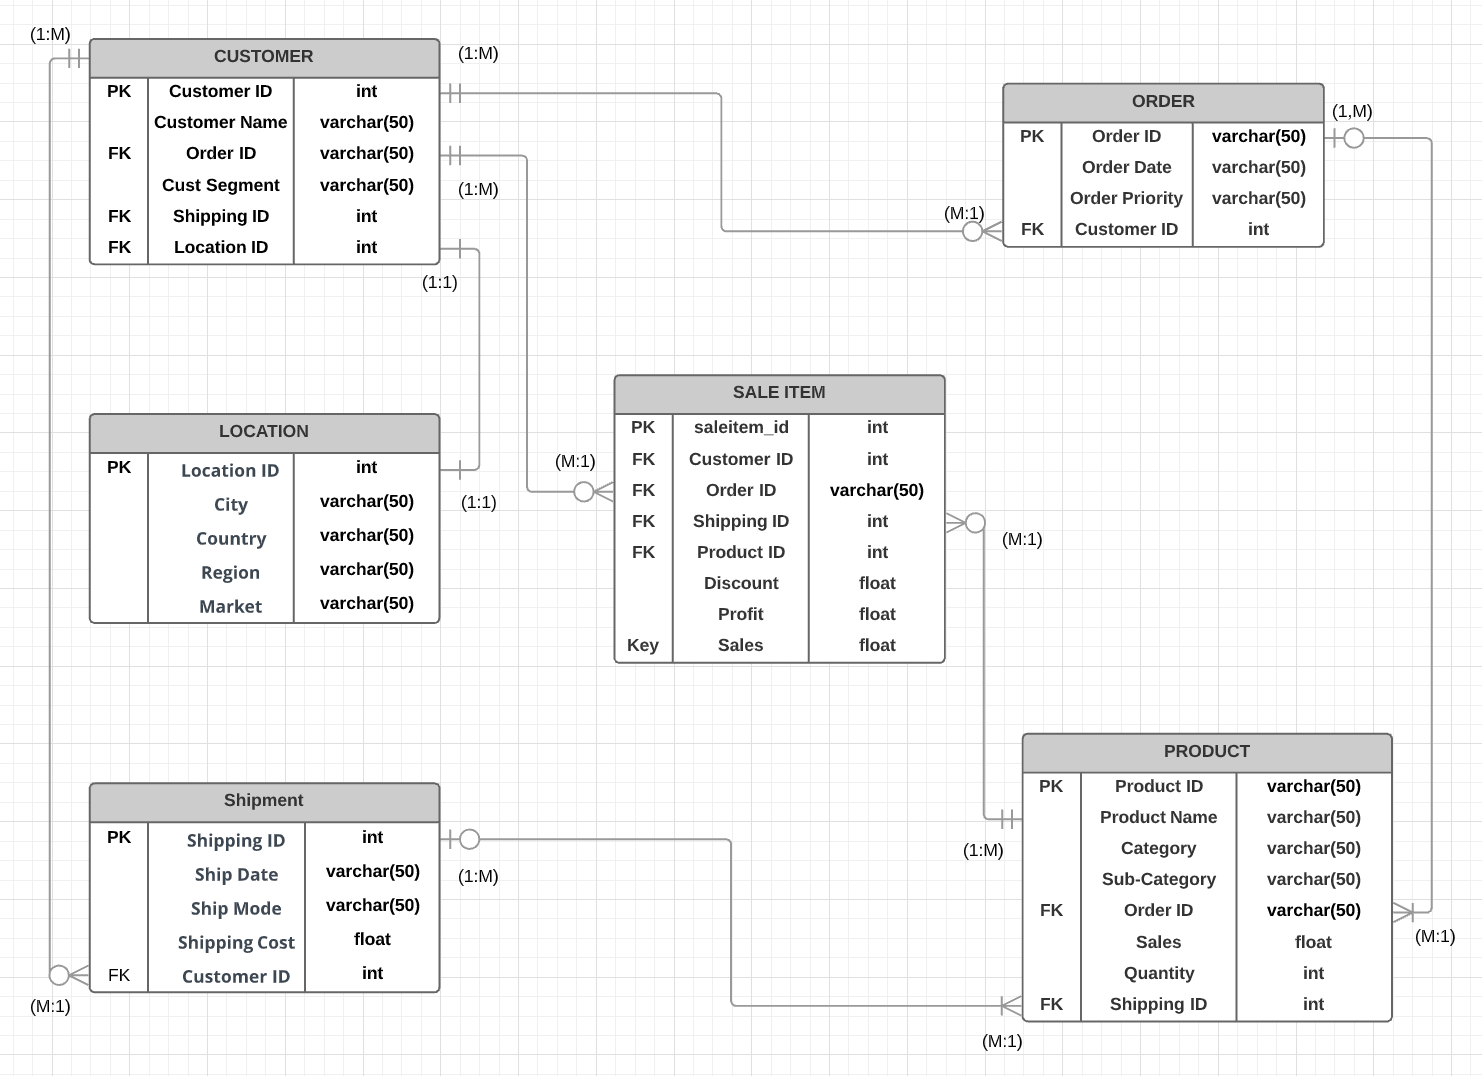 (1:M)
CUSTOMER
PK Customer ID int
Customer Name varchar(50)
FK Order ID varchar(50)
Cust Segment varchar(50)
FK Shipping ID int
FK Location ID int
(1:M)
(1:M)
(1:1)
ORDER
PK Order ID varchar(50)
Order Date varchar(50)
Order Priority varchar(50)
FK Customer ID int
(1,M)
(M:1)
LOCATION
PK Location ID int
City varchar(50)
Country varchar(50)
Region varchar(50)
Market varchar(50)
(1:1)
(M:1)
SALE ITEM
PK saleitem_id int
FK Customer ID int
FK Order ID varchar(50)
FK Shipping ID int
FK Product ID int
Discount float
Profit float
Key Sales float
(M:1)
Shipment
PK Shipping ID int
Ship Date varchar(50)
Ship Mode varchar(50)
Shipping Cost float
FK Customer ID int
(1:M)
(M:1)
PRODUCT
PK Product ID varchar(50)
Product Name varchar(50)
Category varchar(50)
Sub-Category varchar(50)
FK Order ID varchar(50)
Sales float
Quantity int
FK Shipping ID int
(1:M)
(M:1)
(M:1)